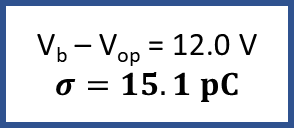 V_b – V_op = 12.0 V
σ = 15.1 pC